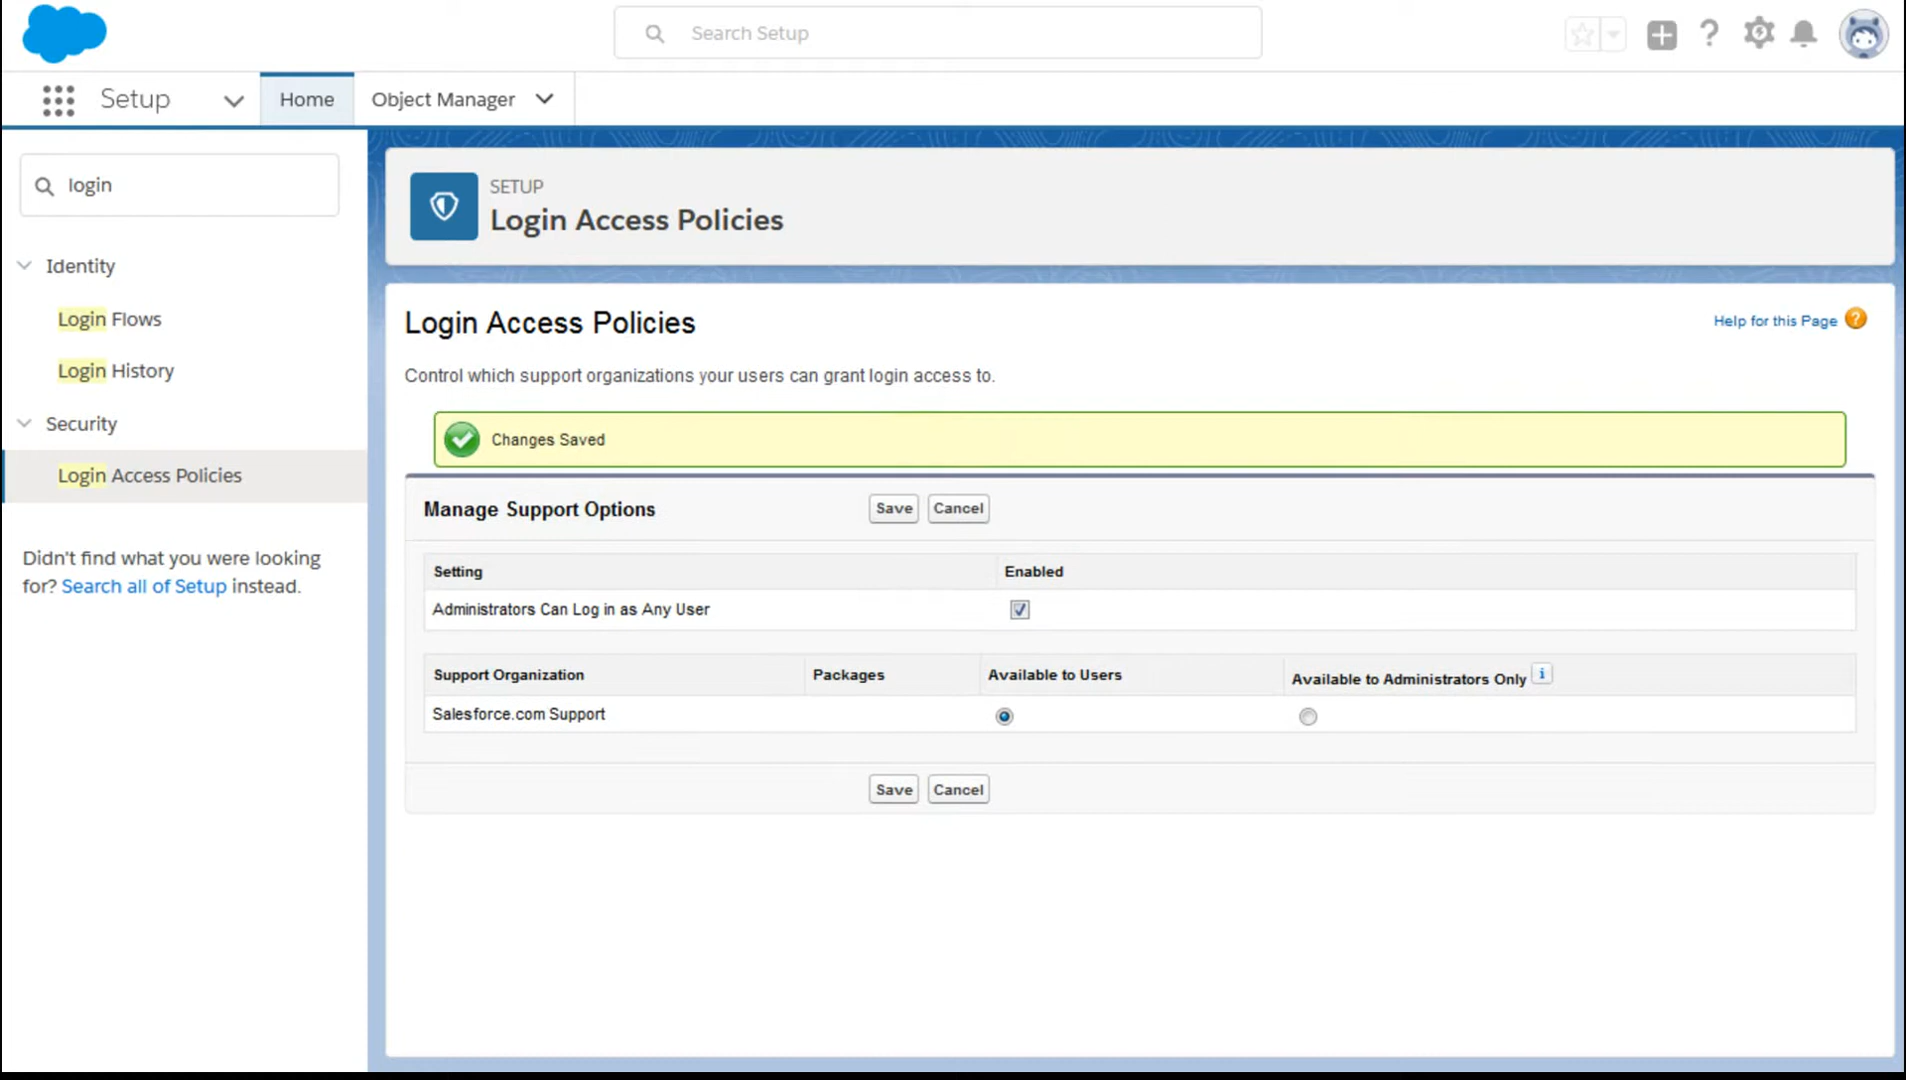 Search Setup
Setup
Home
Object Manager
login
Identity
Login Flows
Login History
Security
Login Access Policies
Didn't find what you were looking
for? Search all of Setup instead.
SETUP
Login Access Policies
Login Access Policies
Help for this Page
Control which support organizations your users can grant login access to.
Changes Saved
Manage Support Options
Save
Cancel
Setting
Enabled
Administrators Can Log in as Any User
Support Organization
Packages
Available to Users
Available to Administrators Only
Salesforce.com Support
Save
Cancel